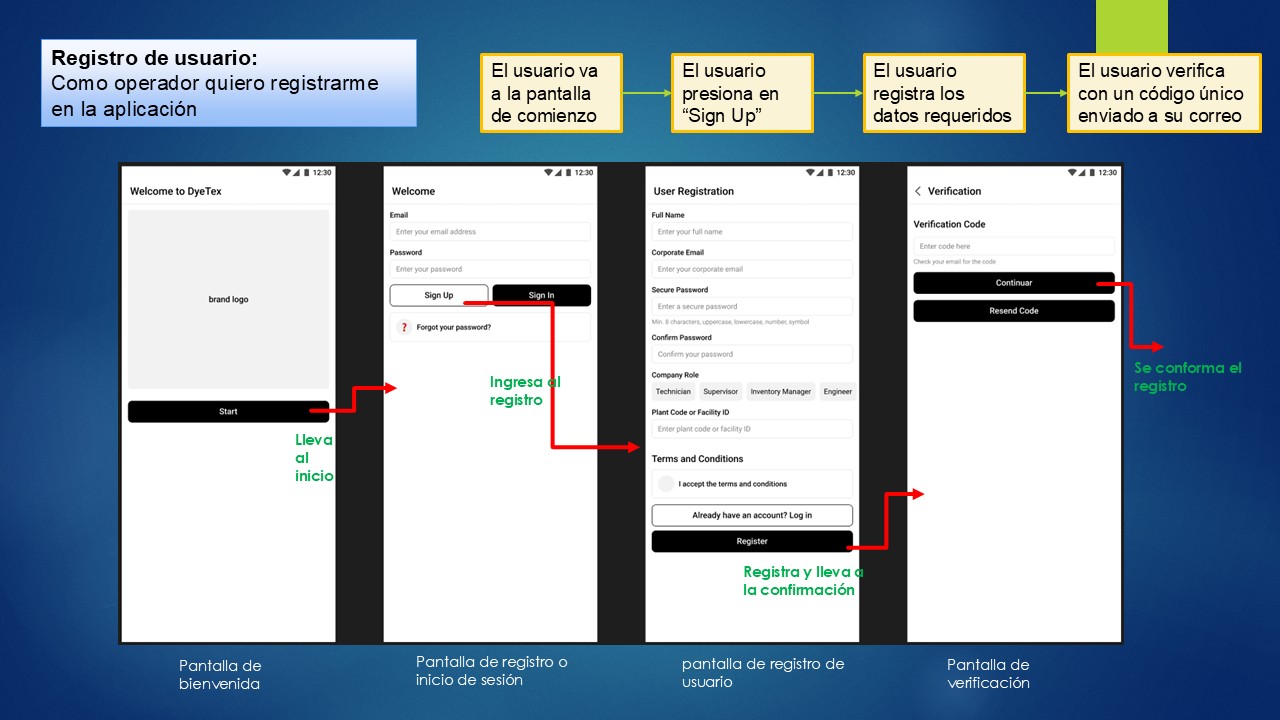 Registro de usuario:
Como operador quiero registrarme
en la aplicación
El usuario va
a la pantalla
de comienzo
El usuario
presiona en
“Sign Up”
El usuario
registra los
datos requeridos
El usuario verifica
con un código único
enviado a su correo
12:30
Welcome to DyeTex
brand logo
Start
Lleva
al
inicio
12:30
Welcome
Email
Enter your email address
Password
Enter your password
Sign Up
Sign In
? Forgot your password?
Ingresa al
registro
12:30
User Registration
Full Name
Enter your full name
Corporate Email
Enter your corporate email
Secure Password
Enter a secure password
Min. 8 characters, uppercase, lowercase, number, symbol
Confirm Password
Confirm your password
Company Role
Technician Supervisor Inventory Manager Engineer
Plant Code or Facility ID
Enter plant code or facility ID
Terms and Conditions
I accept the terms and conditions
Already have an account? Log in
Register
Registra y lleva a
la confirmación
12:30
Verification
Verification Code
Enter code here
Check your email for the code
Continuar
Resend Code
Se conforma el
registro
Pantalla de
bienvenida
Pantalla de registro o
inicio de sesión
pantalla de registro de
usuario
Pantalla de
verificación